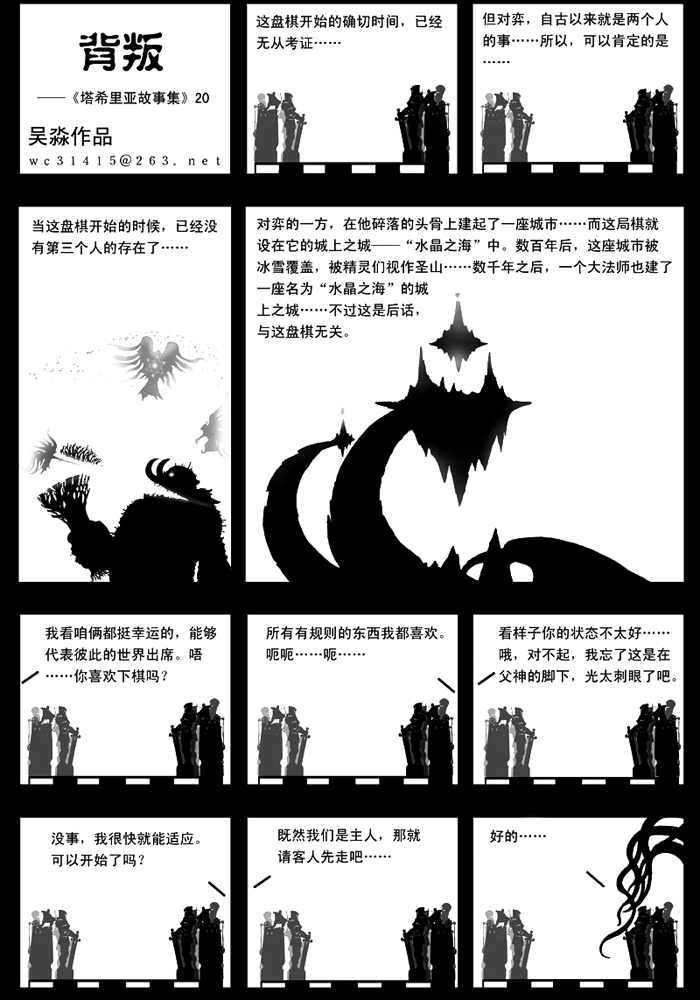 背叛
——《塔希里亚故事集》20
吴淼作品
wc31415@263.net
这盘棋开始的确切时间，已经
无从考证……
但对弈，自古以来就是两个人
的事……所以，可以肯定的是
……
当这盘棋开始的时候，已经没
有第三个人的存在了……
对弈的一方，在他碎落的头骨上建起了一座城市……而这局棋就
设在它的城上之城——“水晶之海”中。数百年后，这座城市被
冰雪覆盖，被精灵们视作圣山……数千年之后，一个大法师也建了
一座名为“水晶之海”的城
上之城……不过这是后话，
与这盘棋无关。
我看咱俩都挺幸运的，能够
代表彼此的世界出席。唔
……你喜欢下棋吗？
所有有规则的东西我都喜欢。
呃呃……呃……
看样子你的状态不太好……
哦，对不起，我忘了这是在
父神的脚下，光太刺眼了吧。
没事，我很快就能适应。
可以开始了吗？
既然我们是主人，那就
请客人先走吧……
好的……